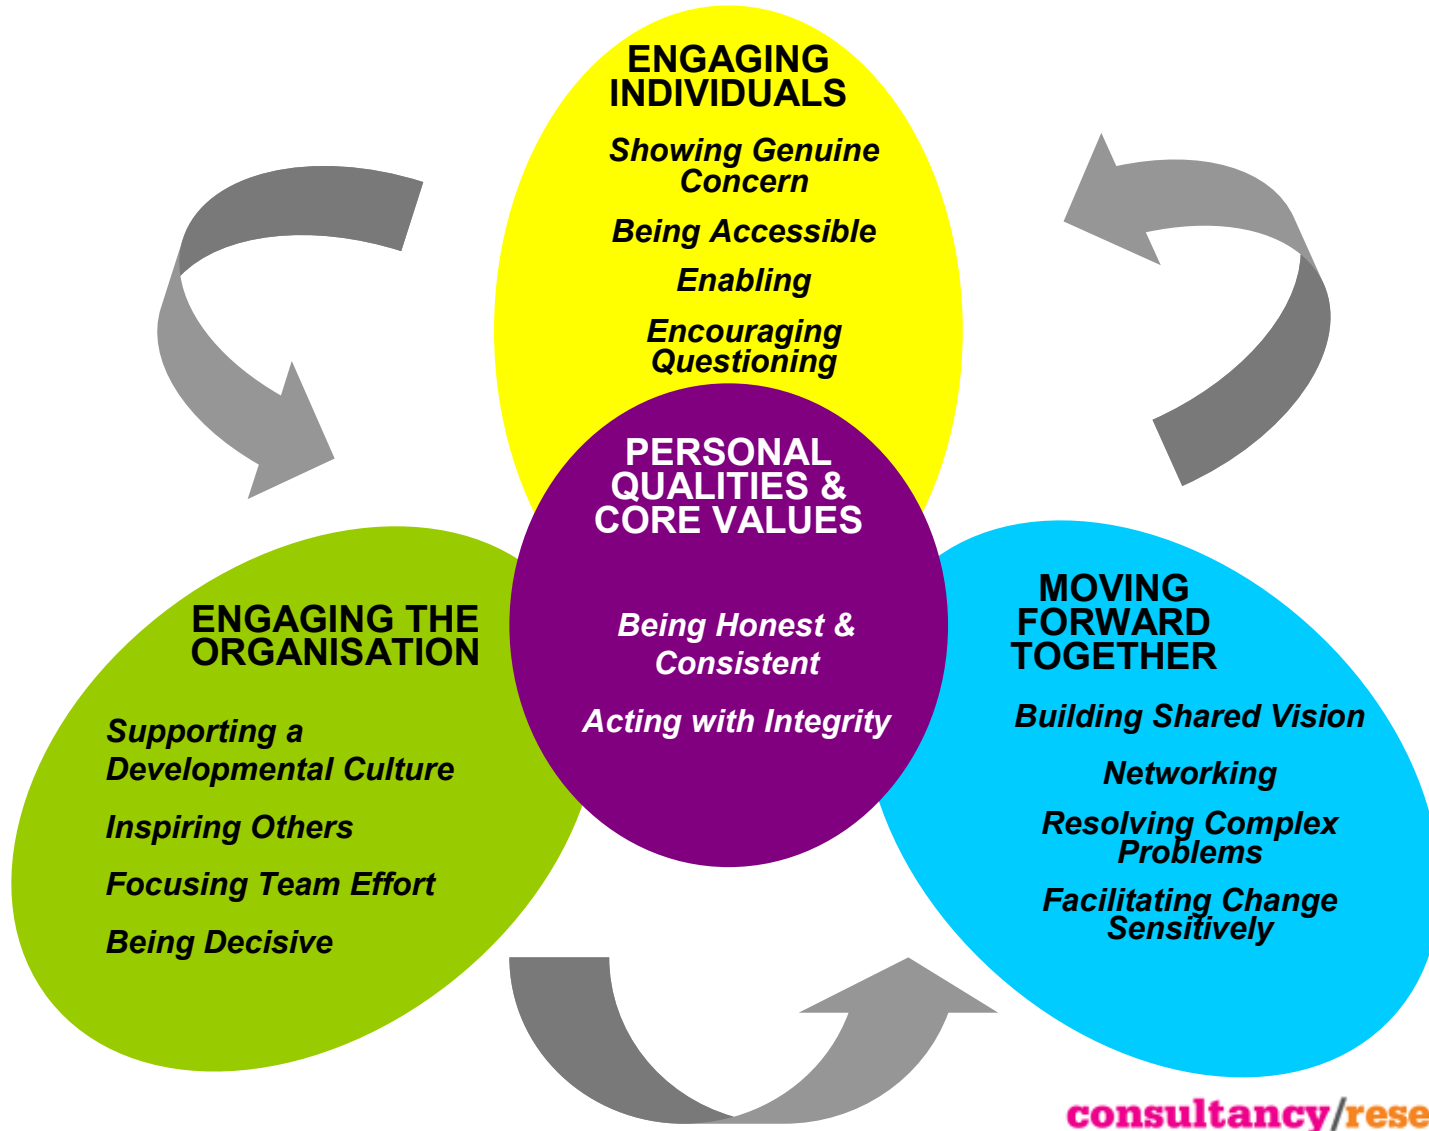 ENGAGING
INDIVIDUALS
Showing Genuine
Concern
Being Accessible
Enabling
Encouraging
Questioning
PERSONAL
QUALITIES &
CORE VALUES
Being Honest &
Consistent
Acting with Integrity
ENGAGING THE
ORGANISATION
Supporting a
Developmental Culture
Inspiring Others
Focusing Team Effort
Being Decisive
MOVING
FORWARD
TOGETHER
Building Shared Vision
Networking
Resolving Complex
Problems
Facilitating Change
Sensitively
consultancy/rese